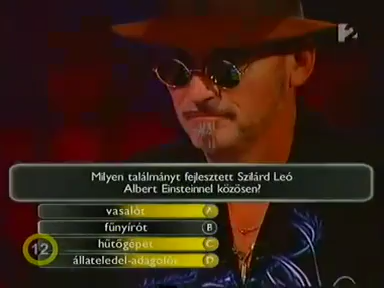 2
Milyen találmányt fejlesztett Szilárd Leó
Albert Einsteinnel közösen?
vasalót A
fűnyírót B
hűtőgépet C
állateledel-adagolót D
12